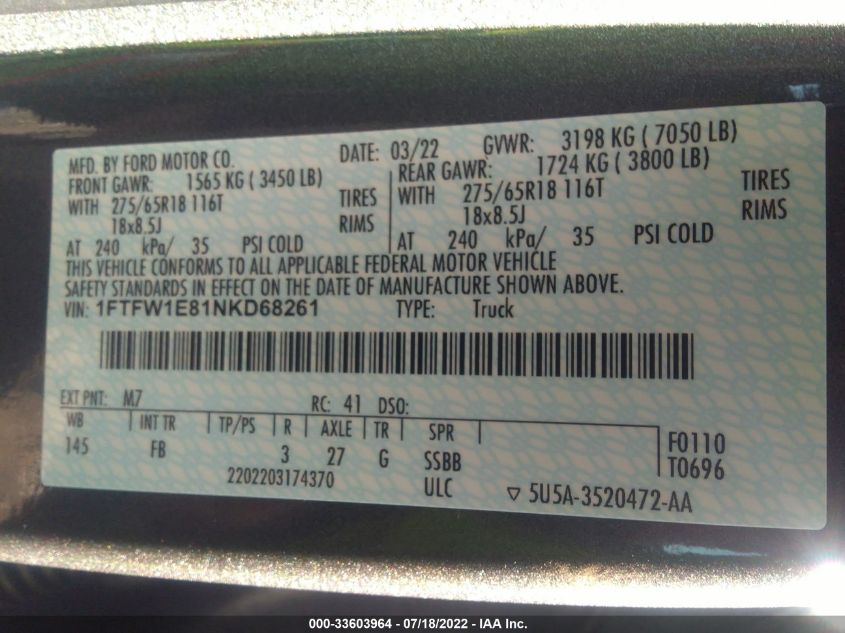 MFD. BY FORD MOTOR CO. DATE: 03/22 GVWR: 3198 KG ( 7050 LB)
FRONT GAWR: 1565 KG ( 3450 LB) REAR GAWR: 1724 KG ( 3800 LB)
WITH 275/65R18 116T TIRES WITH 275/65R18 116T TIRES
18x8.5J RIMS 18x8.5J RIMS
AT 240 kPa/ 35 PSI COLD AT 240 kPa/ 35 PSI COLD
THIS VEHICLE CONFORMS TO ALL APPLICABLE FEDERAL MOTOR VEHICLE
SAFETY STANDARDS IN EFFECT ON THE DATE OF MANUFACTURE SHOWN ABOVE.
VIN: 1FTFW1E81NKD68261 TYPE: Truck
EXT PNT: M7 RC: 41 DSO:
WB INT TR TP/PS R AXLE TR SPR
145 FB 3 27 G SSBB
F0110
T0696
2202203174370 ULC ▽ 5U5A-3520472-AA
000-33603964 - 07/18/2022 - IAA Inc.